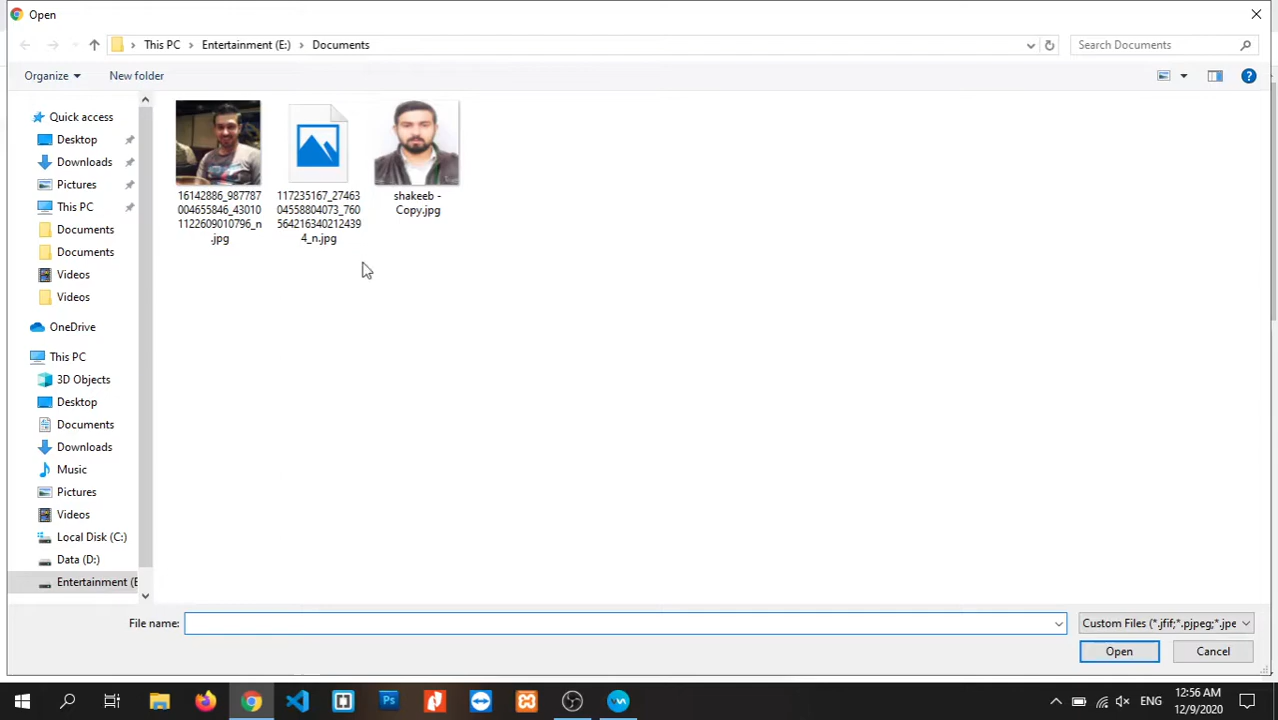 Open
This PC > Entertainment (E:) > Documents
Search Documents
Organize
New folder
Quick access
Desktop
Downloads
Pictures
This PC
Documents
Documents
Videos
Videos
OneDrive
This PC
3D Objects
Desktop
Documents
Downloads
Music
Pictures
Videos
Local Disk (C:)
Data (D:)
Entertainment (E
16142886_987787
004655846_43010
1122609010796_n
.jpg
117235167_27463
04558804073_760
564216340212439
4_n.jpg
shakeeb -
Copy.jpg
File name:
Custom Files (*.jfif;*.pjpeg;*.jpe
Open
Cancel
Ps
ENG
12:56 AM
12/9/2020